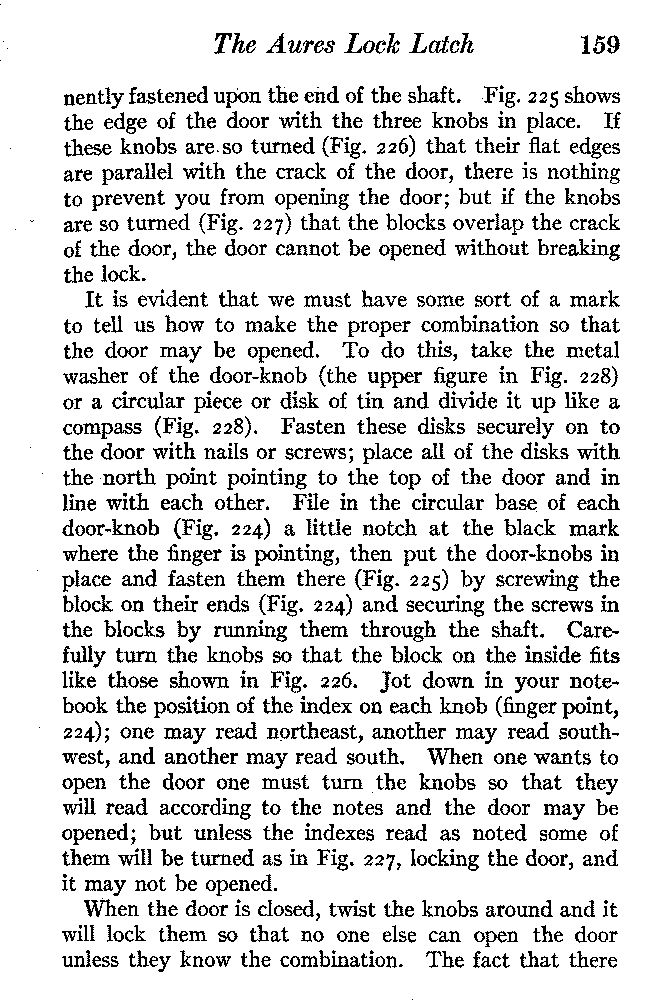 The Aures Lock Latch 159
nently fastened upon the end of the shaft. Fig. 225 shows
the edge of the door with the three knobs in place. If
these knobs are so turned (Fig. 226) that their flat edges
are parallel with the crack of the door, there is nothing
to prevent you from opening the door; but if the knobs
are so turned (Fig. 227) that the blocks overlap the crack
of the door, the door cannot be opened without breaking
the lock.
It is evident that we must have some sort of a mark
to tell us how to make the proper combination so that
the door may be opened. To do this, take the metal
washer of the door-knob (the upper figure in Fig. 228)
or a circular piece or disk of tin and divide it up like a
compass (Fig. 228). Fasten these disks securely on to
the door with nails or screws; place all of the disks with
the north point pointing to the top of the door and in
line with each other. File in the circular base of each
door-knob (Fig. 224) a little notch at the black mark
where the finger is pointing, then put the door-knobs in
place and fasten them there (Fig. 225) by screwing the
block on their ends (Fig. 224) and securing the screws in
the blocks by running them through the shaft. Care-
fully turn the knobs so that the block on the inside fits
like those shown in Fig. 226. Jot down in your note-
book the position of the index on each knob (finger point,
224); one may read northeast, another may read south-
west, and another may read south. When one wants to
open the door one must turn the knobs so that they
will read according to the notes and the door may be
opened; but unless the indexes read as noted some of
them will be turned as in Fig. 227, locking the door, and
it may not be opened.
When the door is closed, twist the knobs around and it
will lock them so that no one else can open the door
unless they know the combination. The fact that there